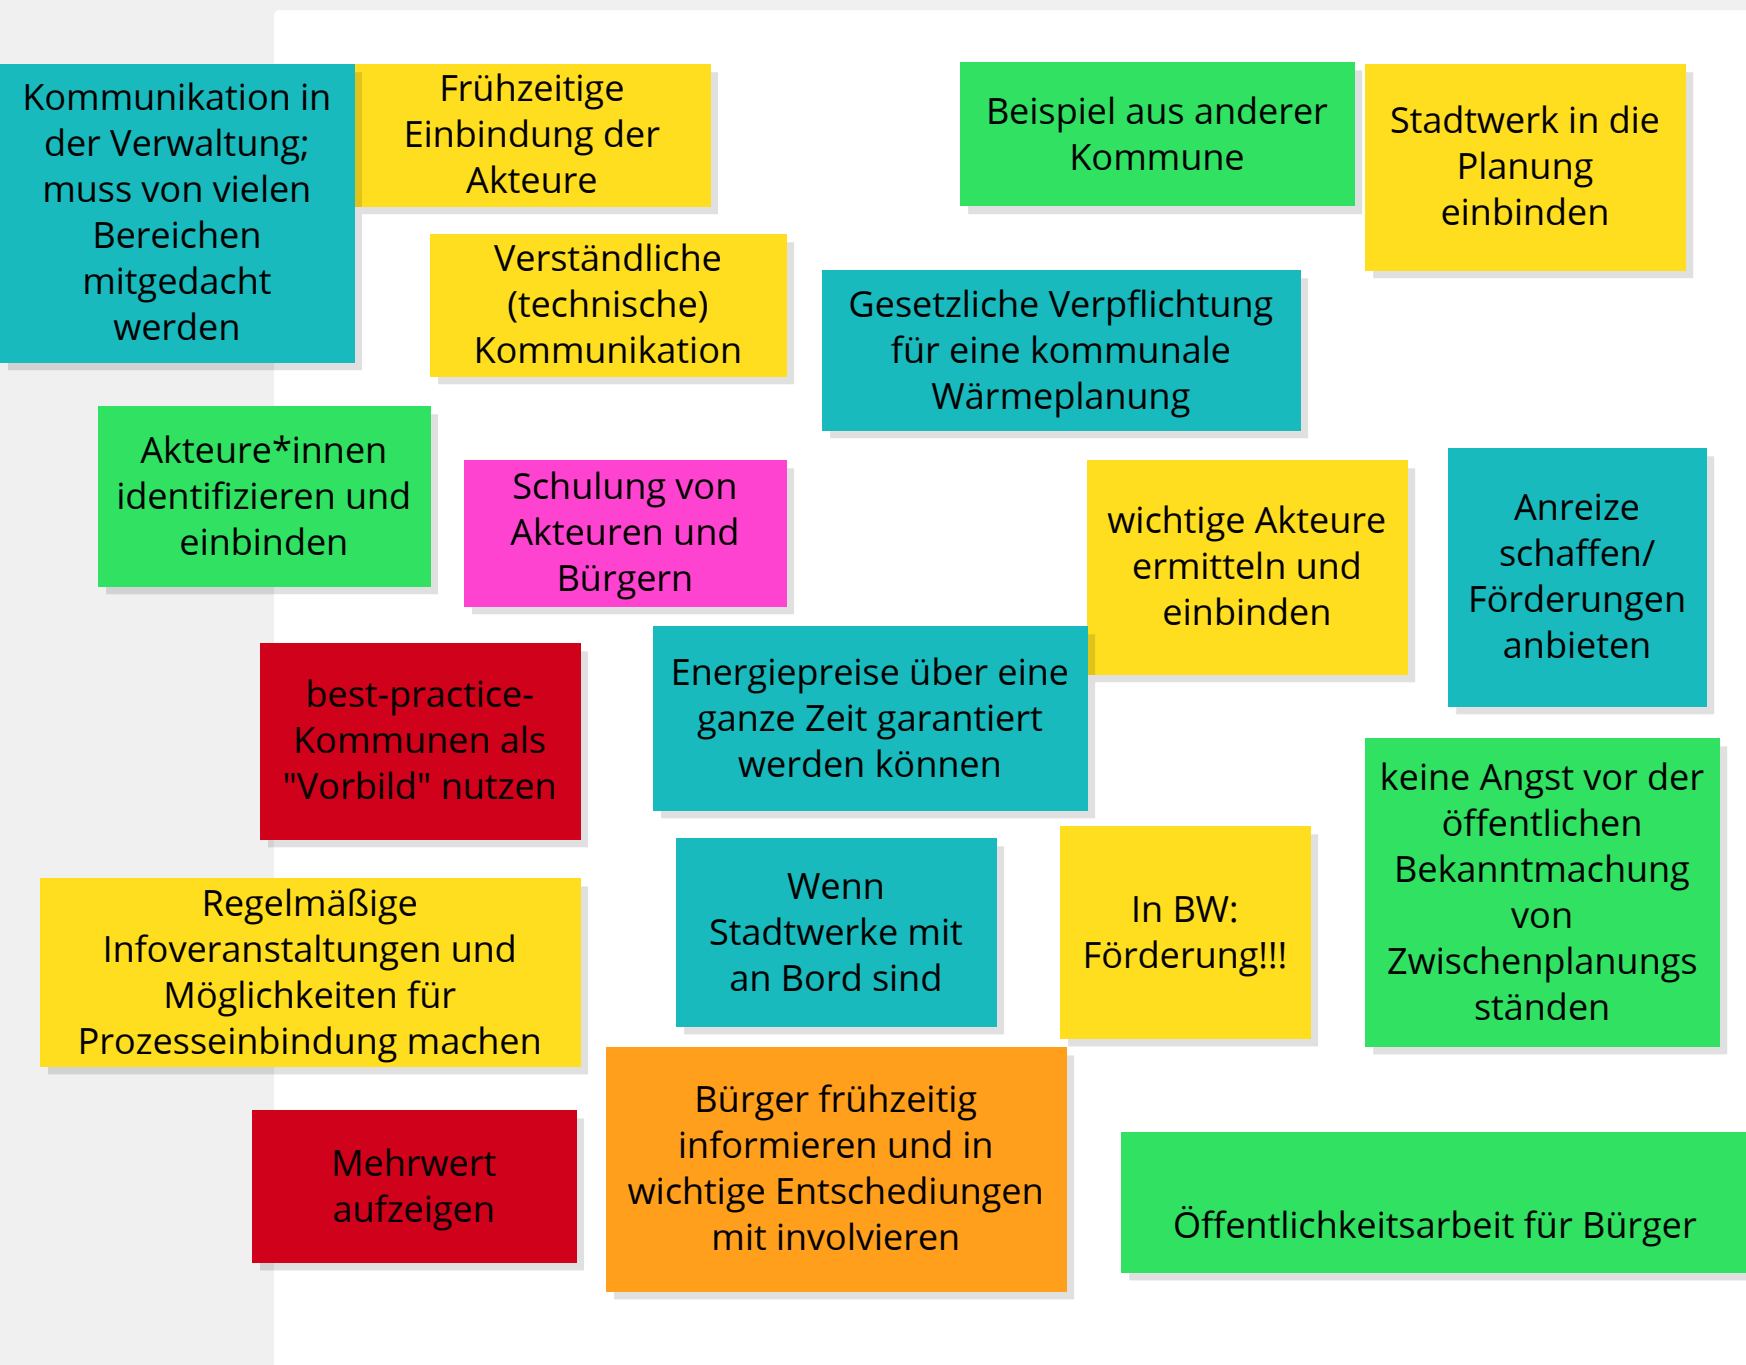 Kommunikation in
der Verwaltung;
muss von vielen
Bereichen
mitgedacht
werden
Frühzeitige
Einbindung der
Akteure
Beispiel aus anderer
Kommune
Stadtwerk in die
Planung
einbinden
Verständliche
(technische)
Kommunikation
Gesetzliche Verpflichtung
für eine kommunale
Wärmeplanung
Akteure*innen
identifizieren und
einbinden
Schulung von
Akteuren und
Bürgern
wichtige Akteure
ermitteln und
einbinden
Anreize
schaffen/
Förderungen
anbieten
best-practice-
Kommunen als
"Vorbild" nutzen
Energiepreise über eine
ganze Zeit garantiert
werden können
keine Angst vor der
öffentlichen
Bekanntmachung
von
Zwischenplanungs
ständen
Regelmäßige
Infoveranstaltungen und
Möglichkeiten für
Prozesseinbindung machen
Wenn
Stadtwerke mit
an Bord sind
In BW:
Förderung!!!
Mehrwert
aufzeigen
Bürger frühzeitig
informieren und in
wichtige Entschediungen
mit involvieren
Öffentlichkeitsarbeit für Bürger